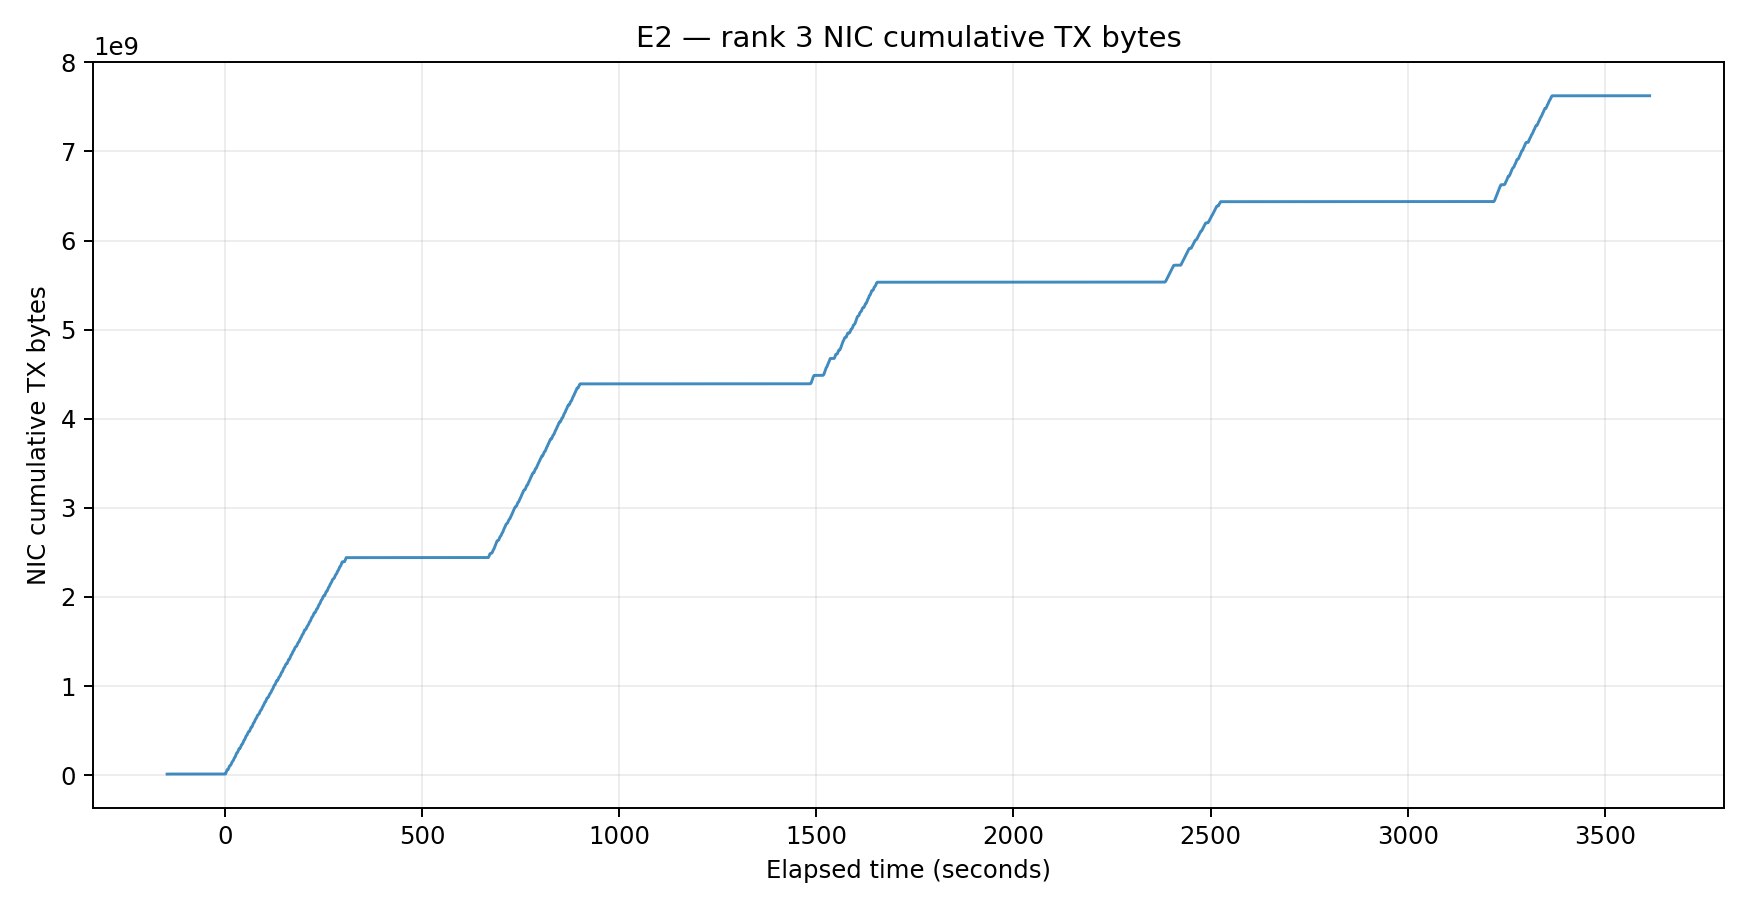 E2 — rank 3 NIC cumulative TX bytes
1e9
8
7
6
5
4
3
2
1
0
NIC cumulative TX bytes
0 500 1000 1500 2000 2500 3000 3500
Elapsed time (seconds)